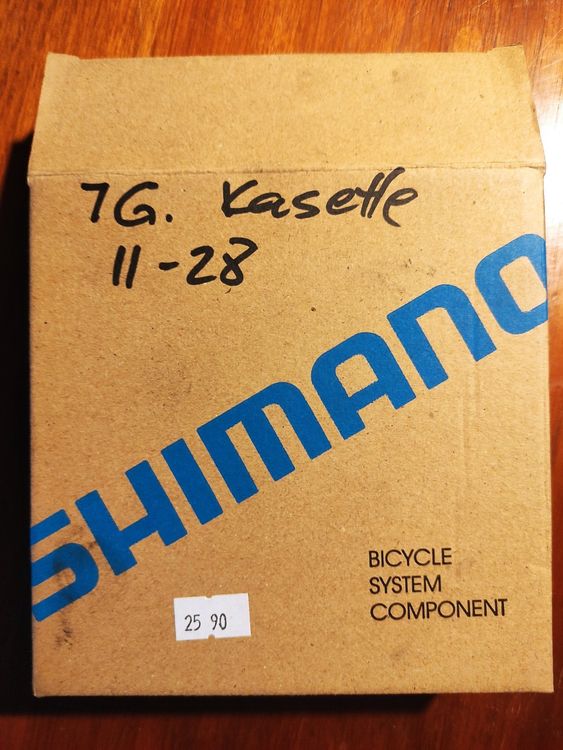 7G. Kasette
11-28
SHIMANO
BICYCLE
SYSTEM
COMPONENT
25 90